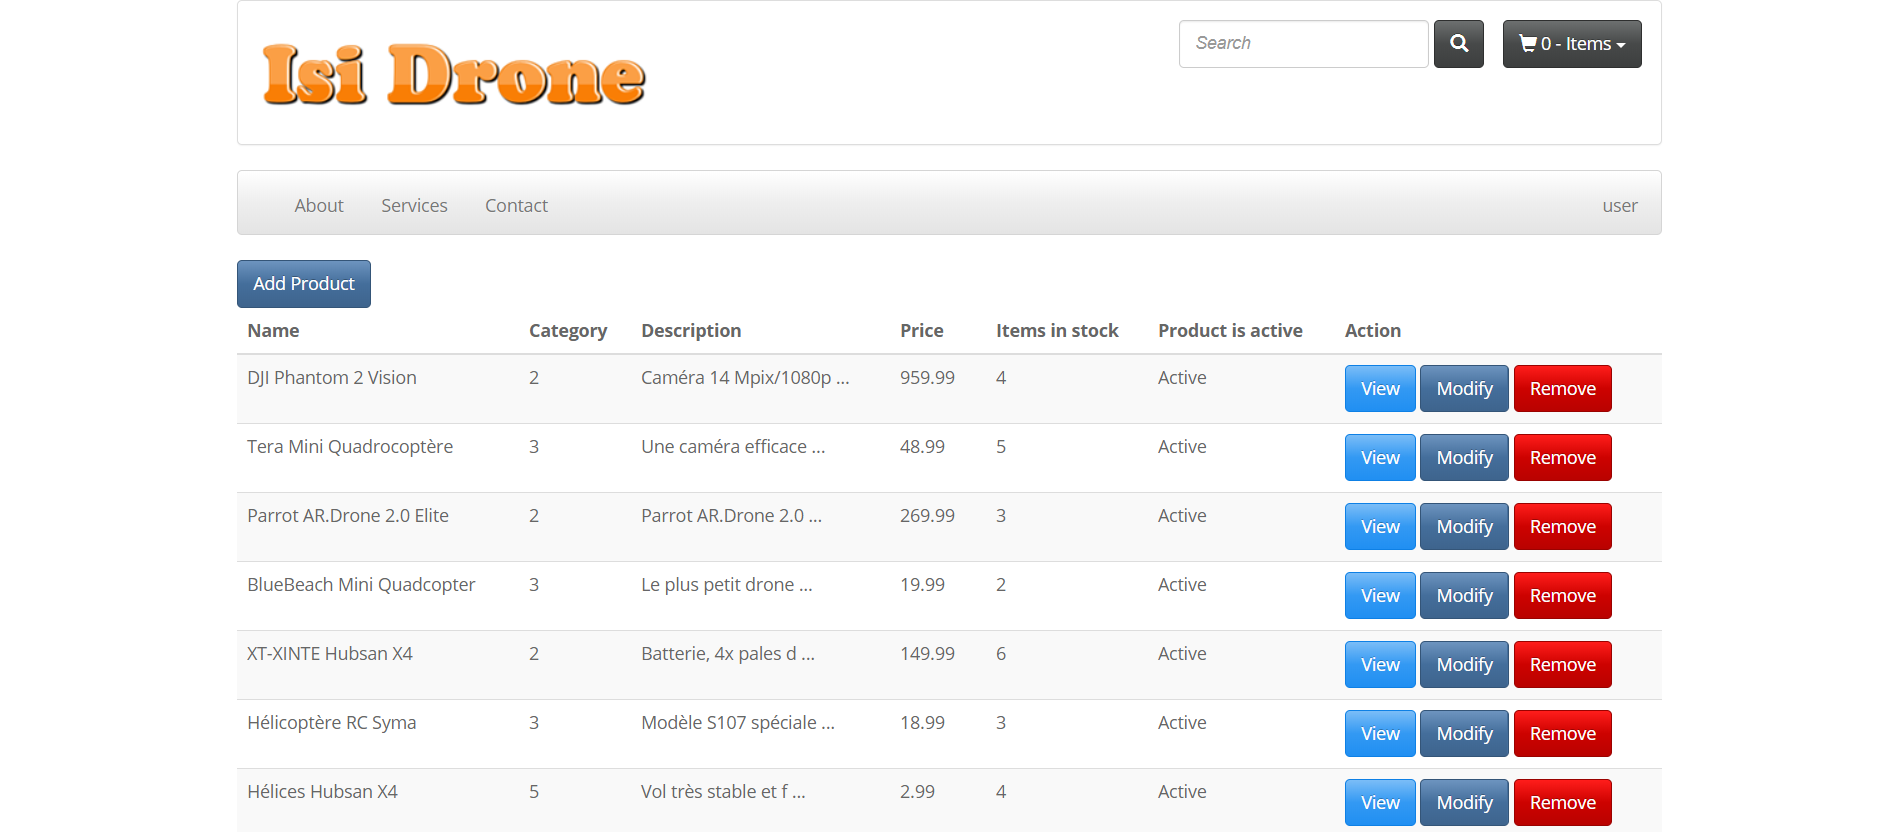 Isi Drone
Search
0 - Items
About Services Contact user
Add Product
Name Category Description Price Items in stock Product is active Action
DJI Phantom 2 Vision 2 Caméra 14 Mpix/1080p ... 959.99 4 Active View Modify Remove
Tera Mini Quadrocoptère 3 Une caméra efficace ... 48.99 5 Active View Modify Remove
Parrot AR.Drone 2.0 Elite 2 Parrot AR.Drone 2.0 ... 269.99 3 Active View Modify Remove
BlueBeach Mini Quadcopter 3 Le plus petit drone ... 19.99 2 Active View Modify Remove
XT-XINTE Hubsan X4 2 Batterie, 4x pales d ... 149.99 6 Active View Modify Remove
Hélicoptère RC Syma 3 Modèle S107 spéciale ... 18.99 3 Active View Modify Remove
Hélices Hubsan X4 5 Vol très stable et f ... 2.99 4 Active View Modify Remove